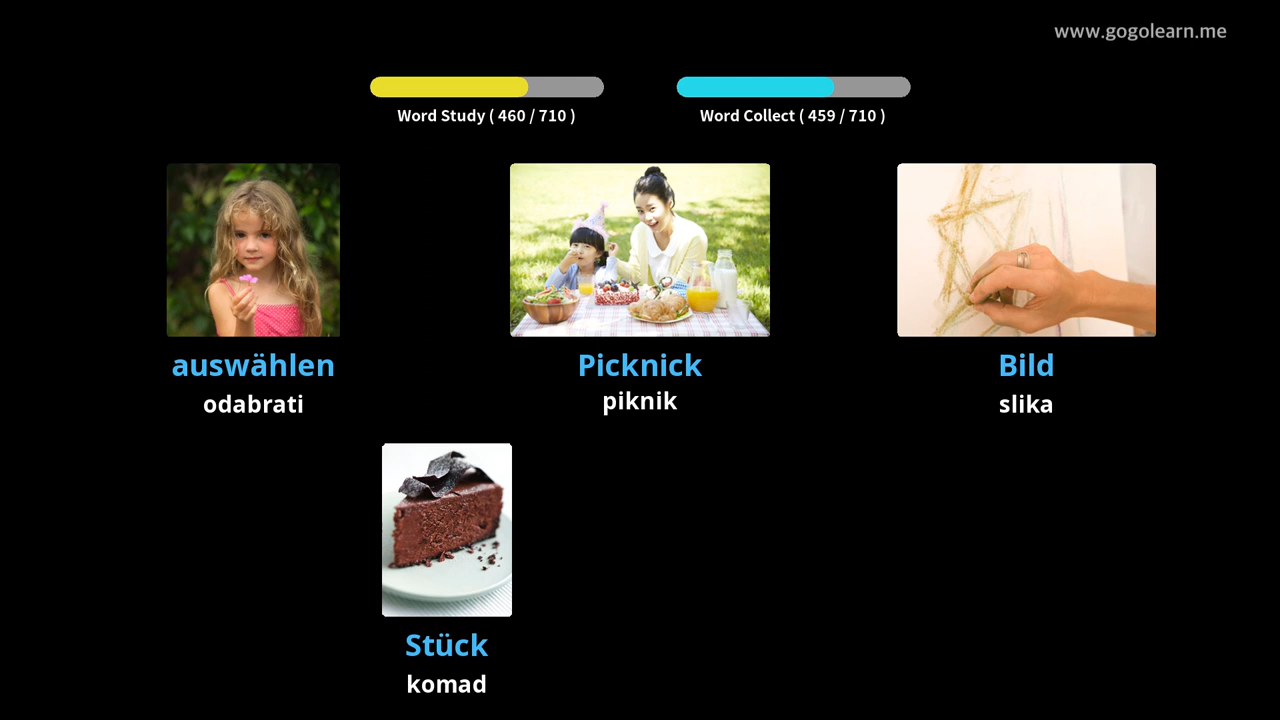 www.gogolearn.me
Word Study ( 460 / 710 )
Word Collect ( 459 / 710 )
auswählen
odabrati
Picknick
piknik
Bild
slika
Stück
komad